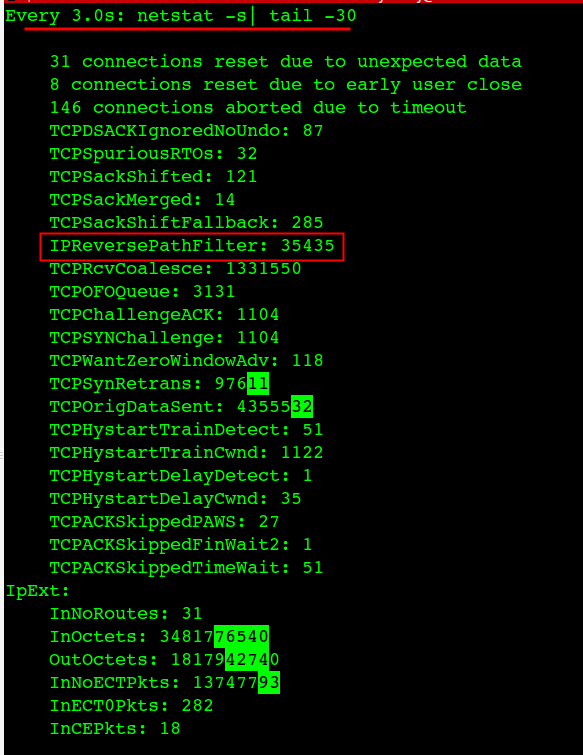 Every 3.0s: netstat -s| tail -30
31 connections reset due to unexpected data
8 connections reset due to early user close
146 connections aborted due to timeout
TCPDSACKIgnoredNoUndo: 87
TCPSpuriousRTOs: 32
TCPSackShifted: 121
TCPSackMerged: 14
TCPSackShiftFallback: 285
IPReversePathFilter: 35435
TCPRcvCoalesce: 1331550
TCPOFOQueue: 3131
TCPChallengeACK: 1104
TCPSYNChallenge: 1104
TCPWantZeroWindowAdv: 118
TCPSynRetrans: 97611
TCPOrigDataSent: 4355532
TCPHystartTrainDetect: 51
TCPHystartTrainCwnd: 1122
TCPHystartDelayDetect: 1
TCPHystartDelayCwnd: 35
TCPACKSkippedPAWS: 27
TCPACKSkippedFinWait2: 1
TCPACKSkippedTimeWait: 51
IpExt:
InNoRoutes: 31
InOctets: 3481776540
OutOctets: 1817942740
InNoECTPkts: 13747793
InECT0Pkts: 282
InCEPkts: 18